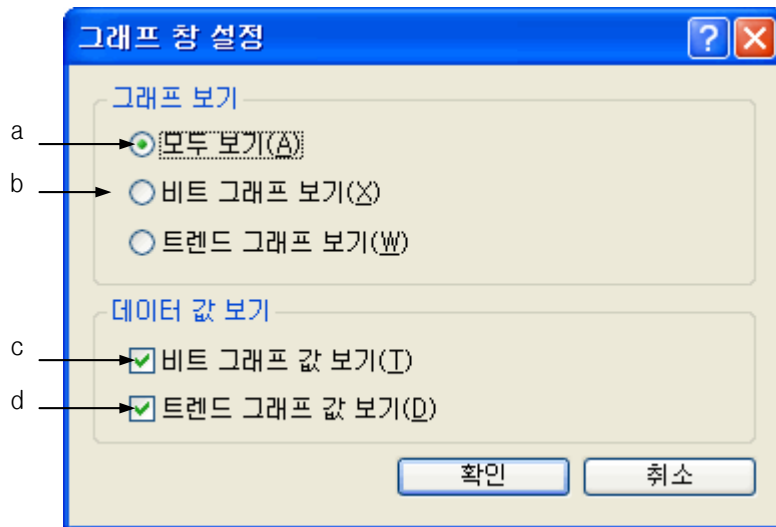 그래프 창 설정
그래프 보기
a 모두 보기(A)
b 비트 그래프 보기(X)
트렌드 그래프 보기(W)
데이터 값 보기
c 비트 그래프 값 보기(T)
d 트렌드 그래프 값 보기(D)
확인 취소